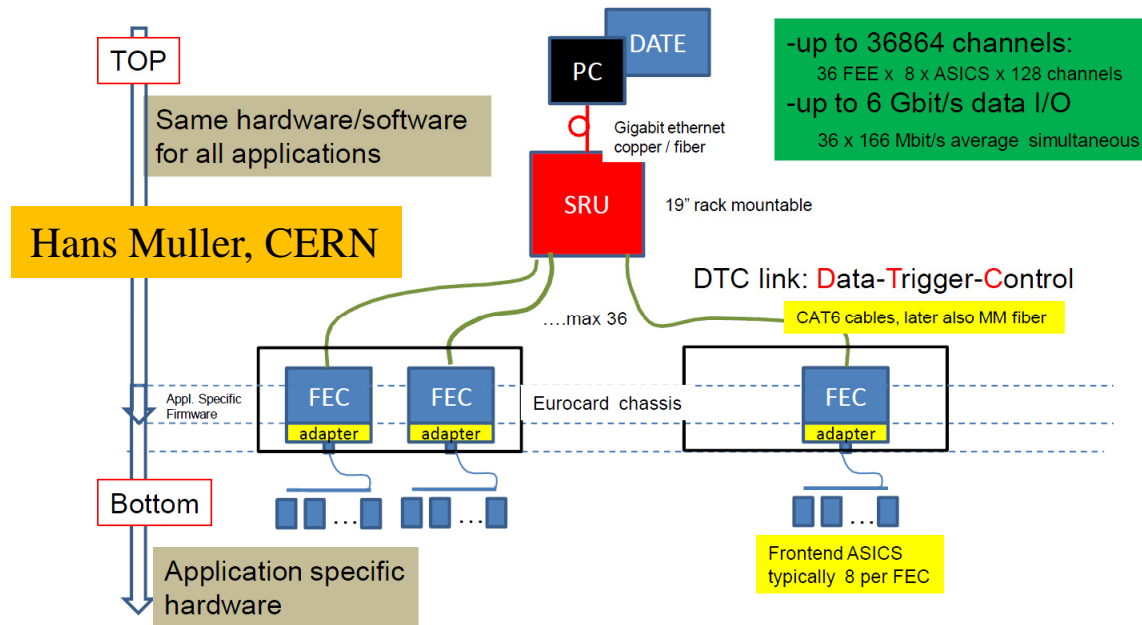 TOP
DATE
PC
-up to 36864 channels:
36 FEE x 8 x ASICS x 128 channels
-up to 6 Gbit/s data I/O
36 x 166 Mbit/s average simultaneous
Same hardware/software
for all applications
Gigabit ethernet
copper / fiber
SRU
19" rack mountable
Hans Muller, CERN
DTC link: Data-Trigger-Control
CAT6 cables, later also MM fiber
....max 36
FEC
adapter
FEC
adapter
FEC
adapter
Appl. Specific
Firmware
Eurocard chassis
Bottom
...
...
...
Application specific
hardware
Frontend ASICS
typically 8 per FEC